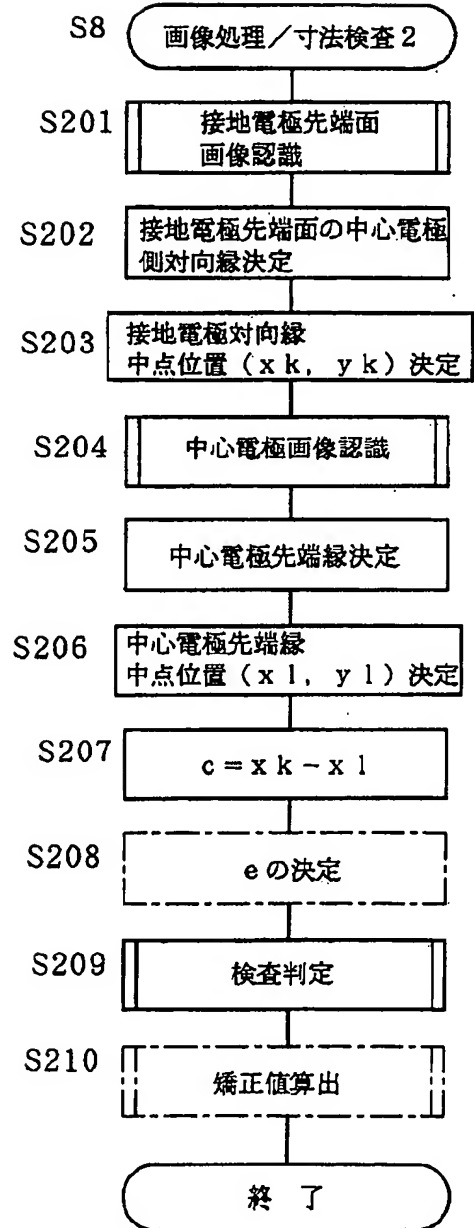 S8
画像処理／寸法検査2
S201
接地電極先端面
画像認識
S202
接地電極先端面の中心電極
側対向縁決定
S203
接地電極対向縁
中点位置（xk，yk）決定
S204
中心電極画像認識
S205
中心電極先端縁決定
S206
中心電極先端縁
中点位置（xl，yl）決定
S207
c＝xk−xl
S208
eの決定
S209
検査判定
S210
矯正値算出
終了